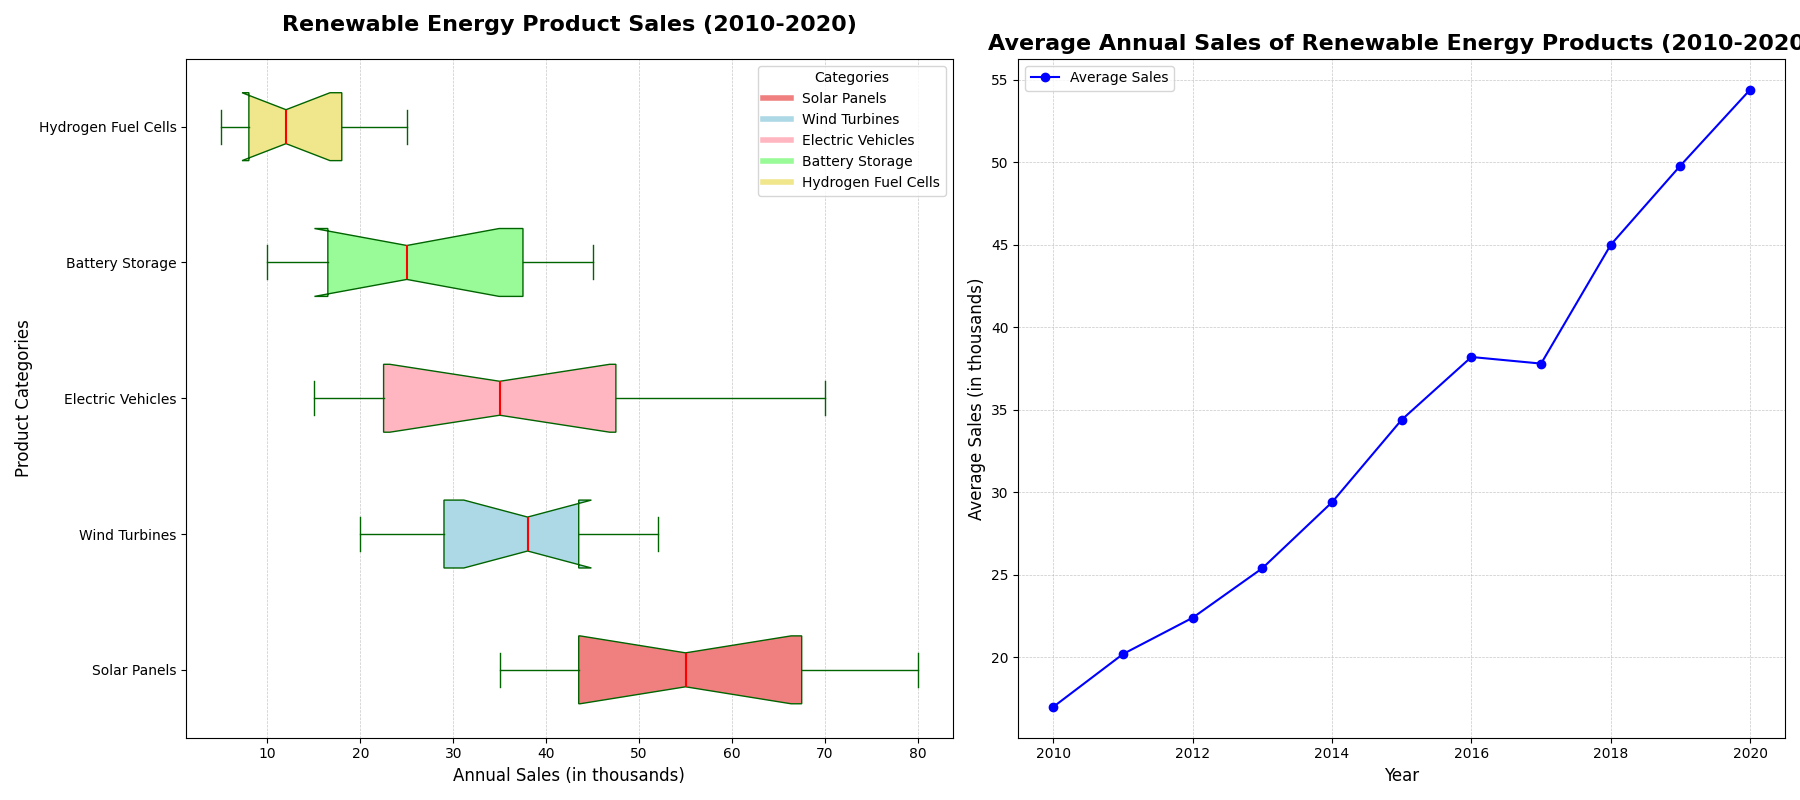 Renewable Energy Product Sales (2010-2020)
Product Categories
Hydrogen Fuel Cells
Battery Storage
Electric Vehicles
Wind Turbines
Solar Panels
Categories
Solar Panels
Wind Turbines
Electric Vehicles
Battery Storage
Hydrogen Fuel Cells
10 20 30 40 50 60 70 80
Annual Sales (in thousands)
Average Annual Sales of Renewable Energy Products (2010-2020
Average Sales
Average Sales (in thousands)
55
50
45
40
35
30
25
20
2010 2012 2014 2016 2018 2020
Year